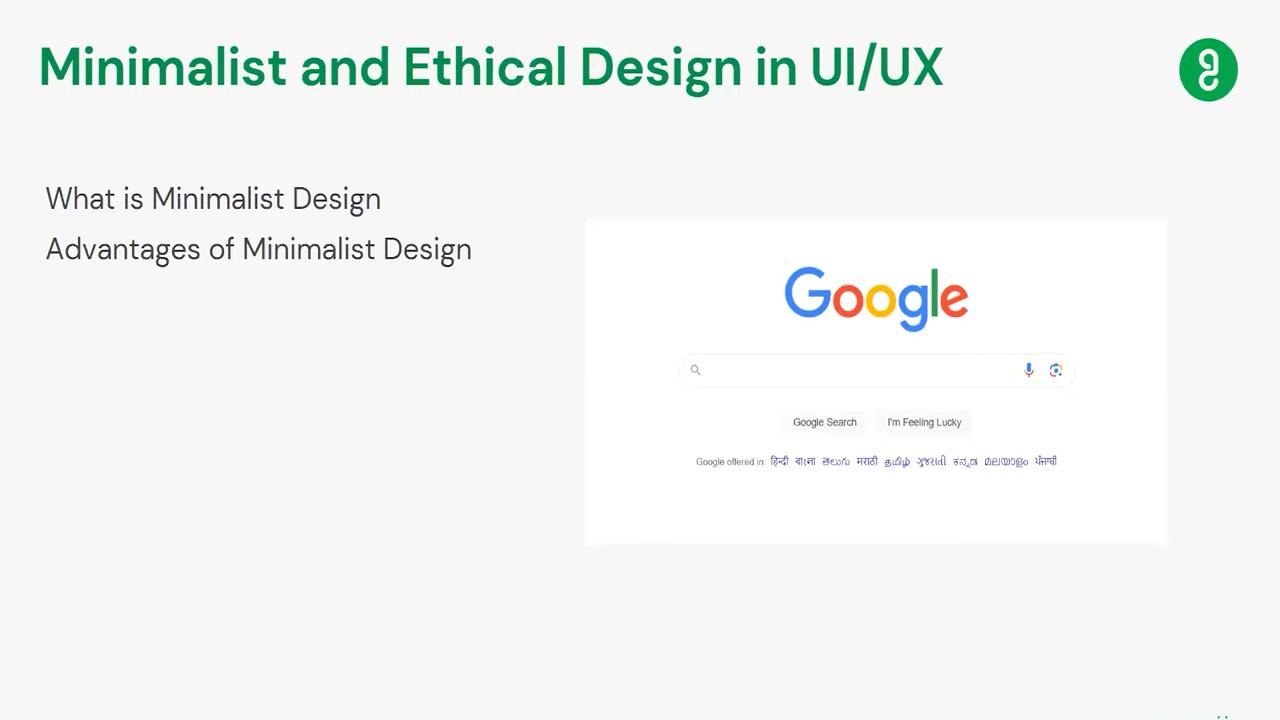 Minimalist and Ethical Design in UI/UX
What is Minimalist Design
Advantages of Minimalist Design
Google
Google Search I'm Feeling Lucky
Google offered in: हिन्दी বাংলা తెలుగు मराठी தமிழ் ગુજરાતી ಕನ್ನಡ മലയാളം ਪੰਜਾਬੀ